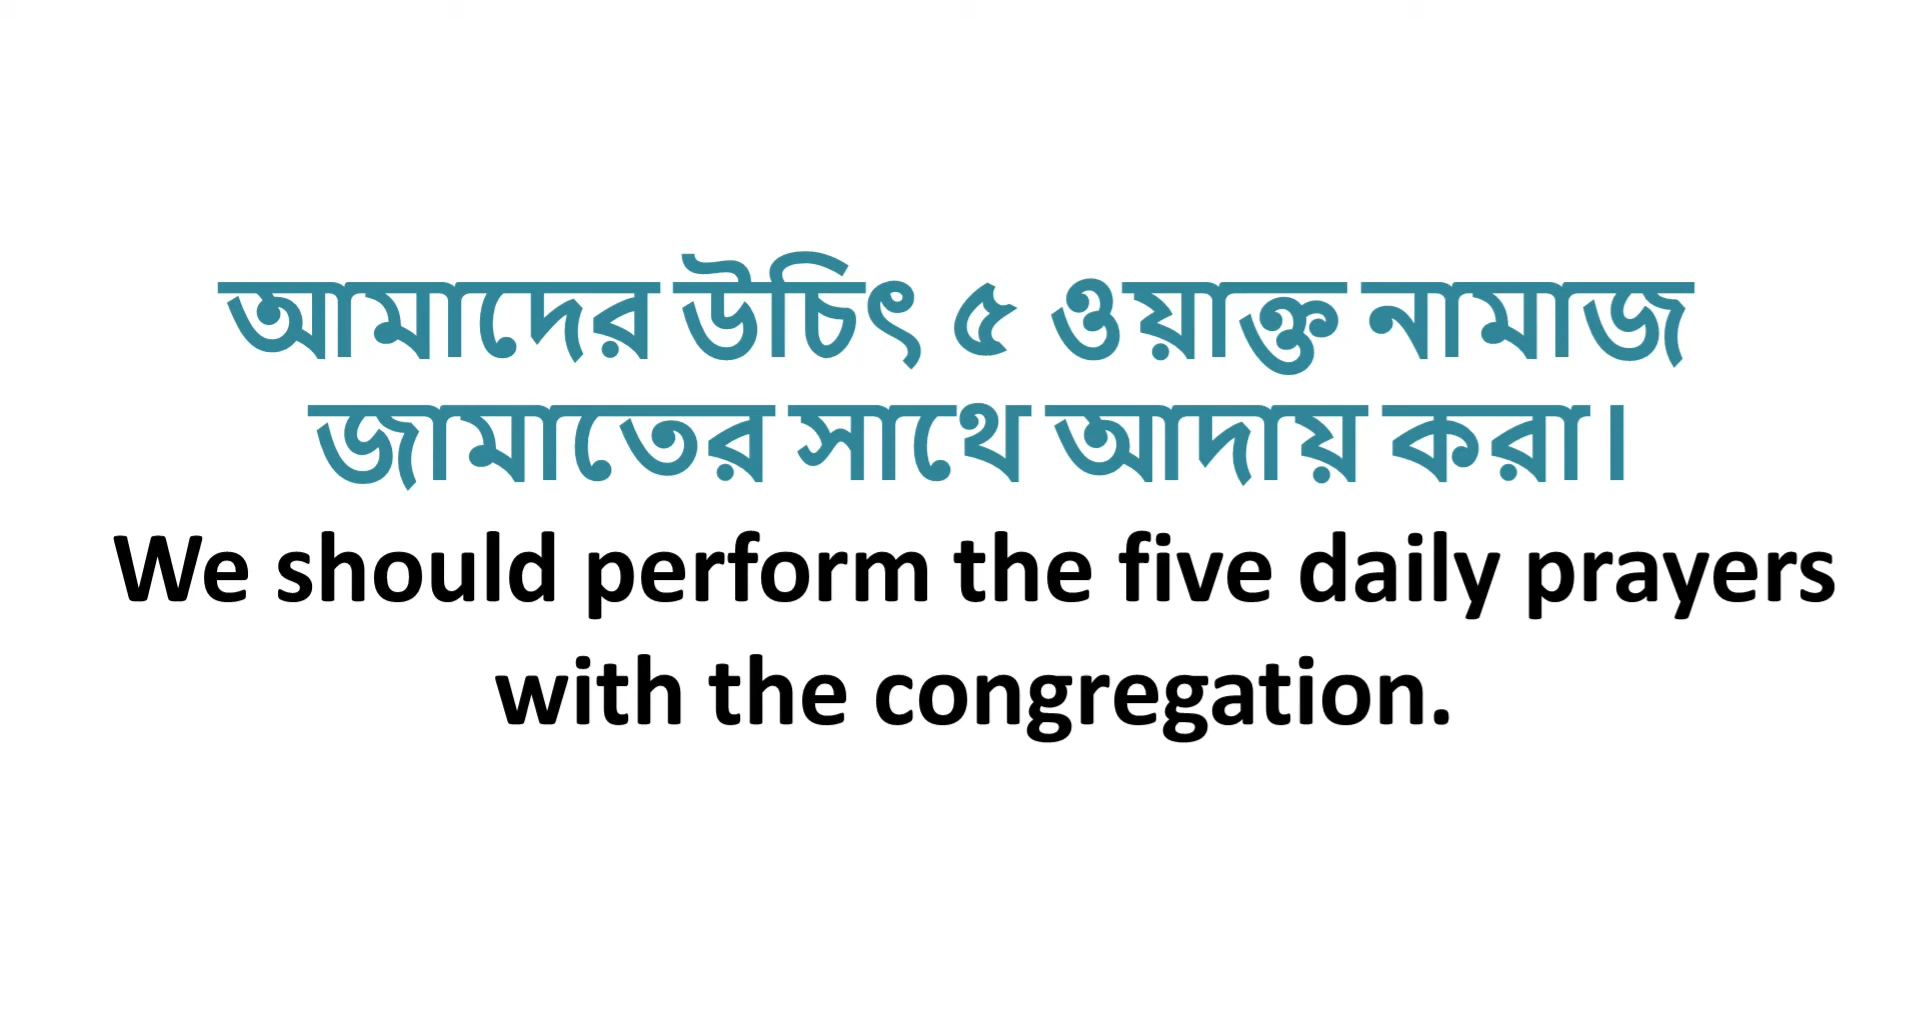 আমাদের উচিৎ ৫ ওয়াক্ত নামাজ
জামাতের সাথে আদায় করা।
We should perform the five daily prayers
with the congregation.